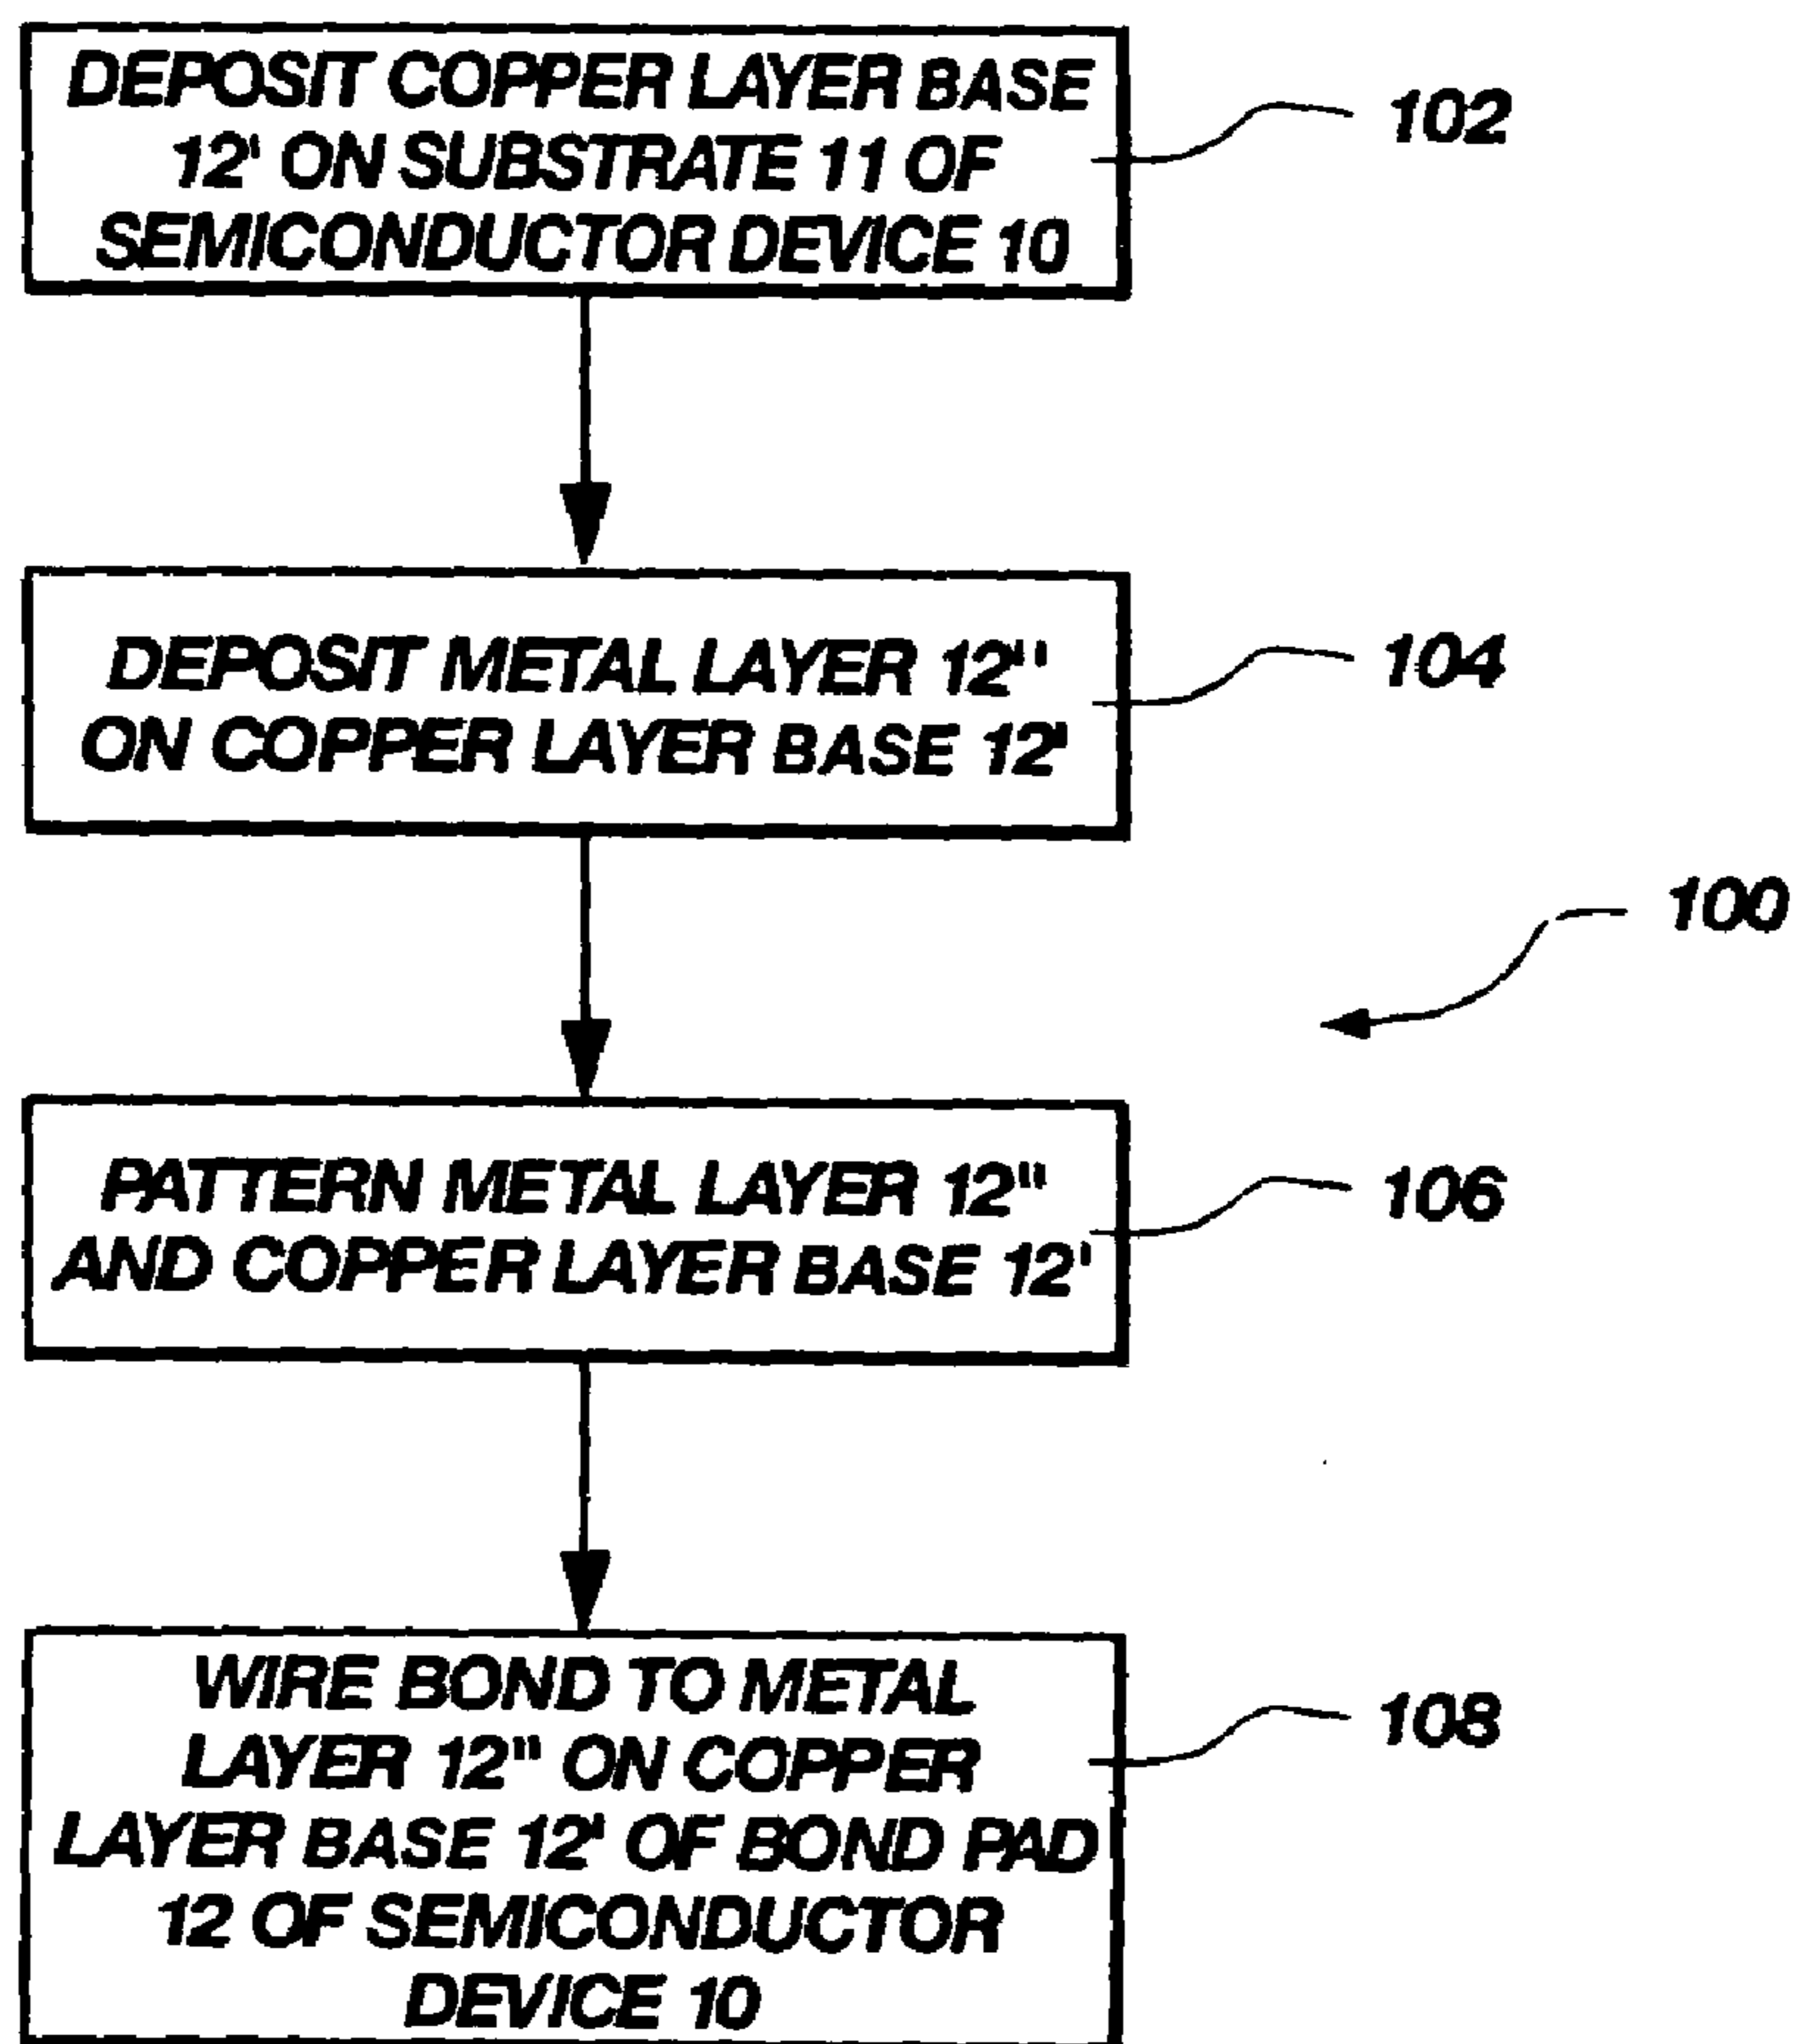 DEPOSIT COPPER LAYER BASE
12' ON SUBSTRATE 11 OF
SEMICONDUCTOR DEVICE 10
102
DEPOSIT METAL LAYER 12"
ON COPPER LAYER BASE 12'
104
100
PATTERN METAL LAYER 12"
AND COPPER LAYER BASE 12'
106
WIRE BOND TO METAL
LAYER 12" ON COPPER
LAYER BASE 12' OF BOND PAD
12 OF SEMICONDUCTOR
DEVICE 10
108